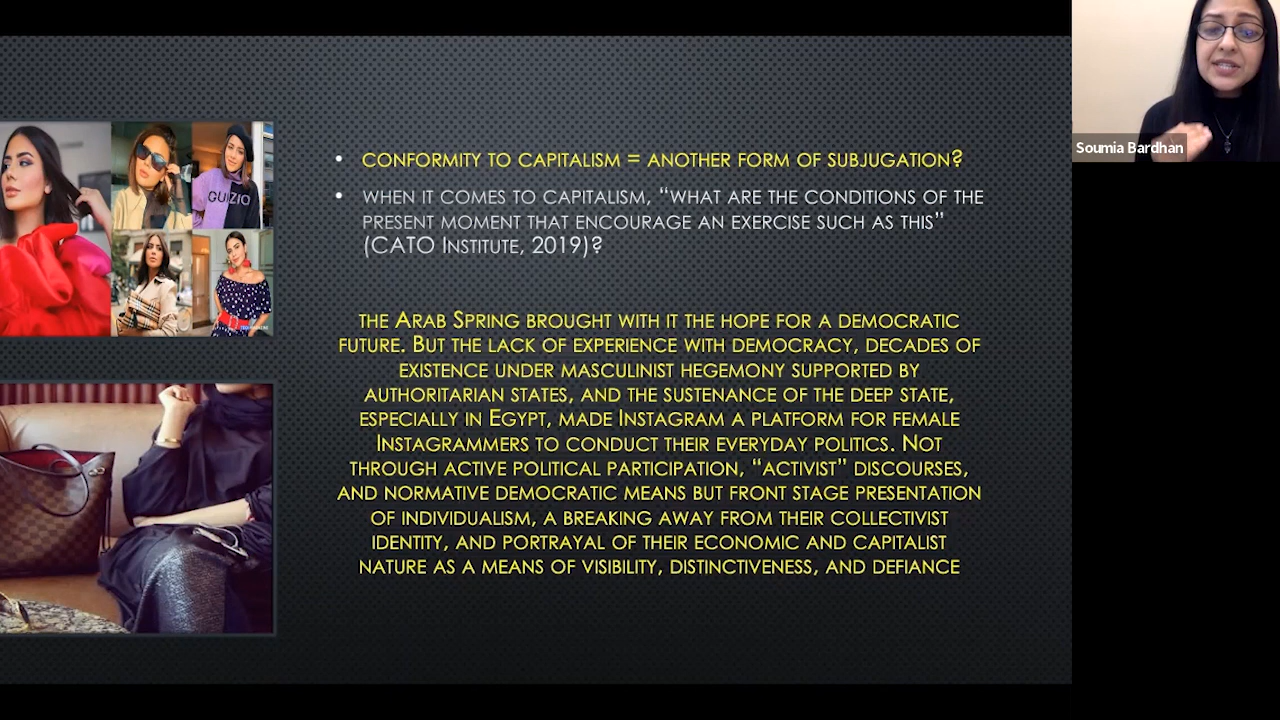 CONFORMITY TO CAPITALISM = ANOTHER FORM OF SUBJUGATION?
WHEN IT COMES TO CAPITALISM, “WHAT ARE THE CONDITIONS OF THE
PRESENT MOMENT THAT ENCOURAGE AN EXERCISE SUCH AS THIS”
(CATO INSTITUTE, 2019)?
THE ARAB SPRING BROUGHT WITH IT THE HOPE FOR A DEMOCRATIC
FUTURE. BUT THE LACK OF EXPERIENCE WITH DEMOCRACY, DECADES OF
EXISTENCE UNDER MASCULINIST HEGEMONY SUPPORTED BY
AUTHORITARIAN STATES, AND THE SUSTENANCE OF THE DEEP STATE,
ESPECIALLY IN EGYPT, MADE INSTAGRAM A PLATFORM FOR FEMALE
INSTAGRAMMERS TO CONDUCT THEIR EVERYDAY POLITICS. NOT
THROUGH ACTIVE POLITICAL PARTICIPATION, “ACTIVIST” DISCOURSES,
AND NORMATIVE DEMOCRATIC MEANS BUT FRONT STAGE PRESENTATION
OF INDIVIDUALISM, A BREAKING AWAY FROM THEIR COLLECTIVIST
IDENTITY, AND PORTRAYAL OF THEIR ECONOMIC AND CAPITALIST
NATURE AS A MEANS OF VISIBILITY, DISTINCTIVENESS, AND DEFIANCE
Soumia Bardhan